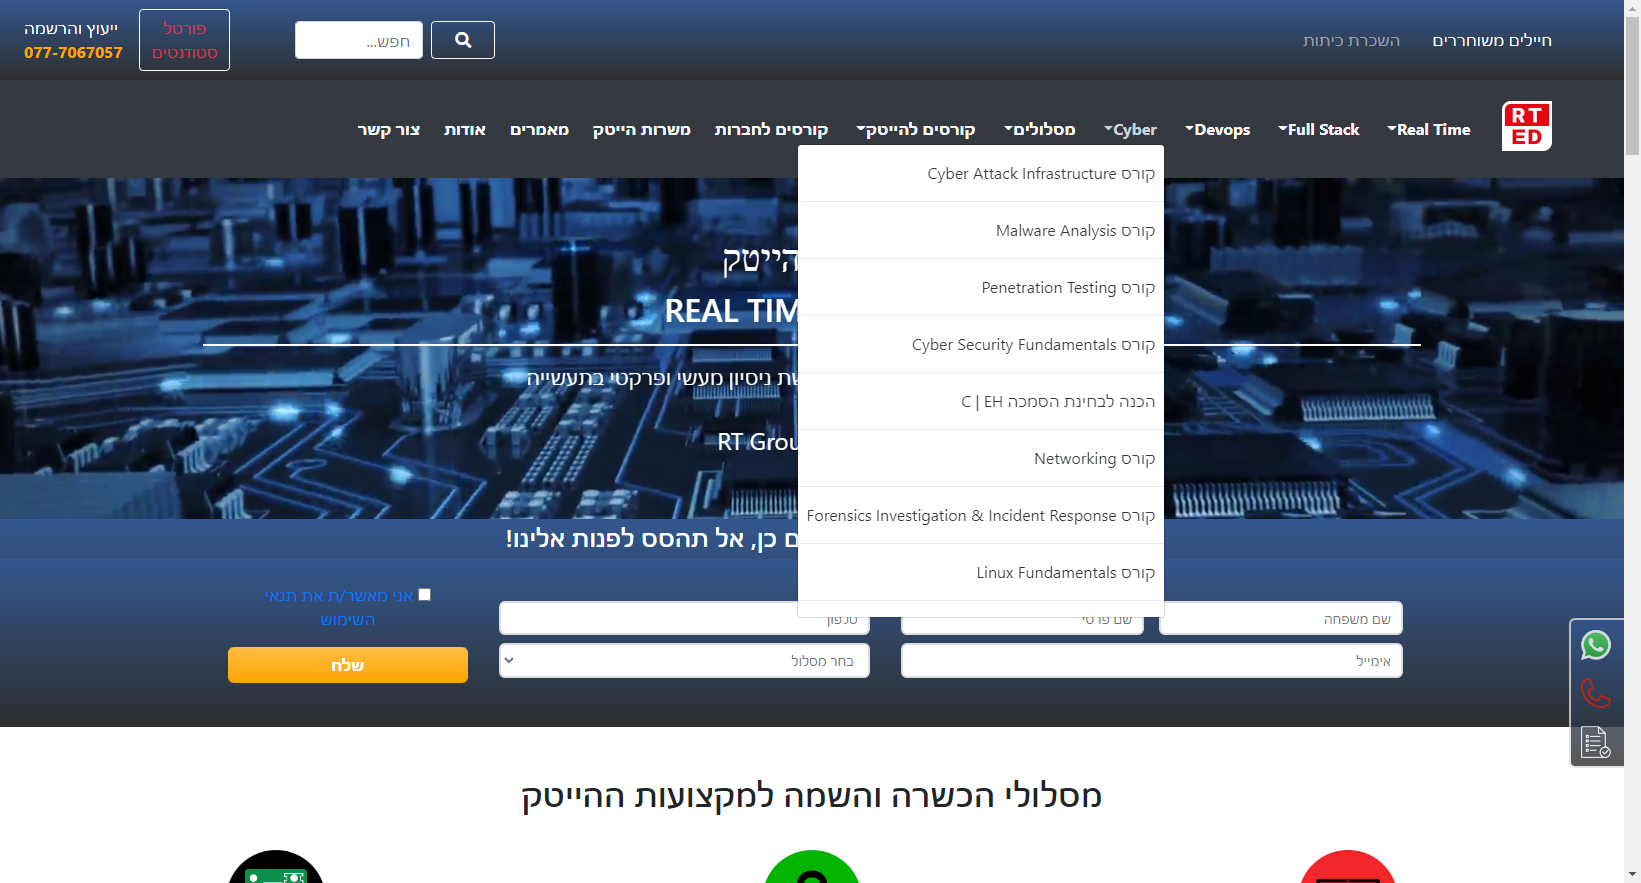 חיילים משוחררים
השכרת כיתות
חפש...
פורטל
סטודנטים
ייעוץ והרשמה
077-7067057
RT
ED
Real Time
Full Stack
Devops
Cyber
מסלולים
קורסים להייטק
קורסים לחברות
משרות הייטק
מאמרים
אודות
צור קשר
קורס Cyber Attack Infrastructure
קורס Malware Analysis
קורס Penetration Testing
קורס Cyber Security Fundamentals
הכנה לבחינת הסמכה C | EH
קורס Networking
קורס Forensics Investigation & Incident Response
קורס Linux Fundamentals
הייטק
REAL TIM
ת ניסיון מעשי ופרקטי בתעשייה
RT Grou
ם כן, אל תהסס לפנות אלינו!
שם משפחה
שם פרטי
טלפון
אני מאשר/ת את תנאי
השימוש
אימייל
בחר מסלול
שלח
מסלולי הכשרה והשמה למקצועות ההייטק